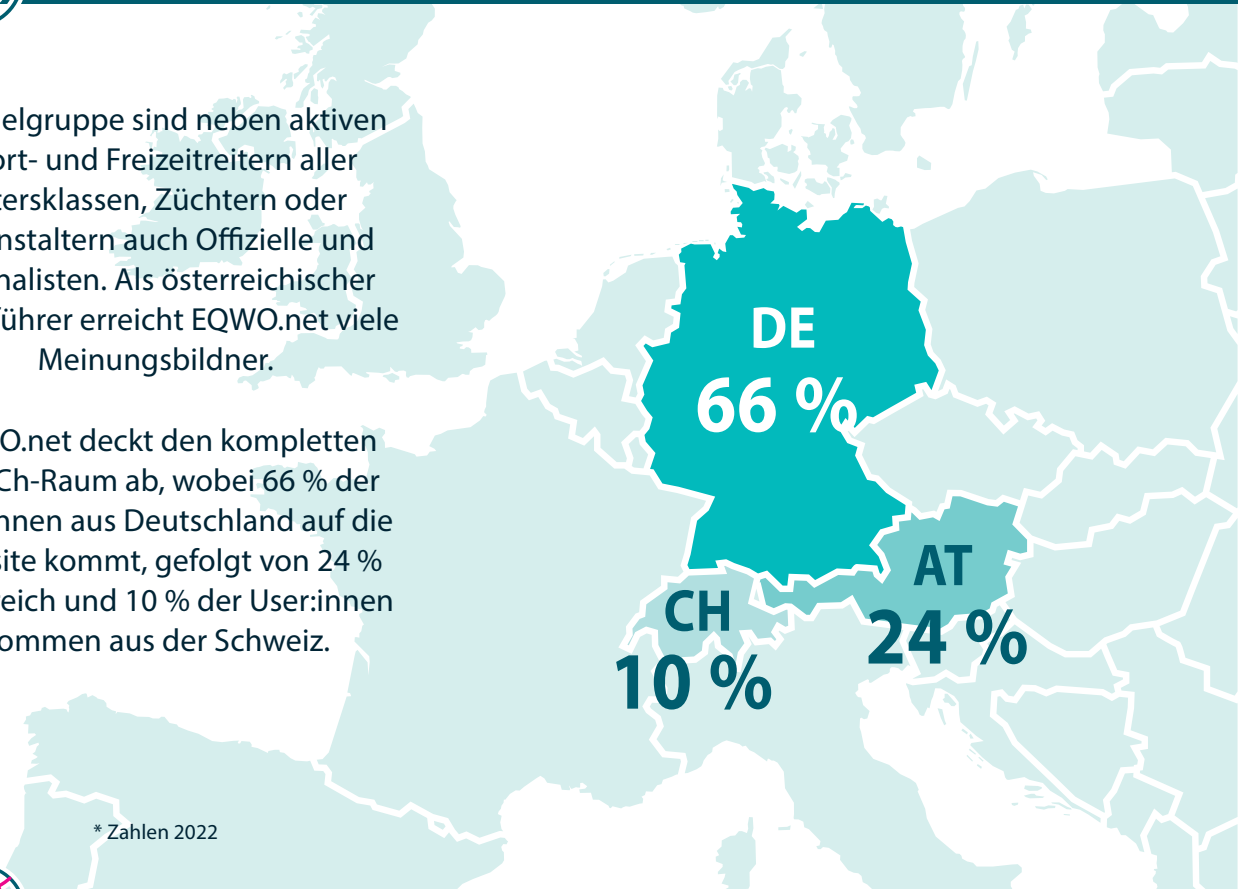 elgruppe sind neben aktiven
ort- und Freizeitreitern aller
tersklassen, Züchtern oder
nstaltern auch Offizielle und
nalisten. Als österreichischer
führer erreicht EQWO.net viele
Meinungsbildner.
O.net deckt den kompletten
Ch-Raum ab, wobei 66 % der
innen aus Deutschland auf die
site kommt, gefolgt von 24 %
reich und 10 % der User:innen
ommen aus der Schweiz.
DE
66 %
AT
24 %
CH
10 %
* Zahlen 2022